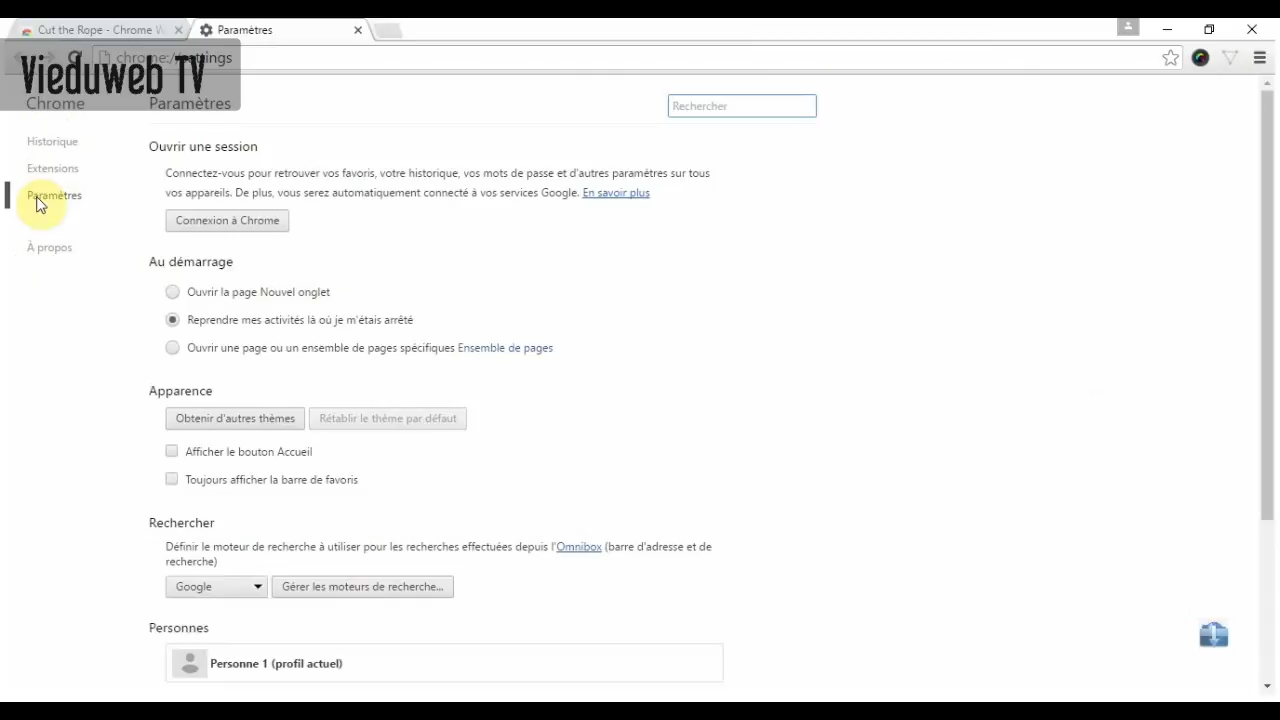 Cut the Rope - Chrome W
Paramètres
chrome://settings
Vieduweb TV
Chrome
Paramètres
Rechercher
Historique
Extensions
Paramètres
À propos
Ouvrir une session
Connectez-vous pour retrouver vos favoris, votre historique, vos mots de passe et d'autres paramètres sur tous
vos appareils. De plus, vous serez automatiquement connecté à vos services Google. En savoir plus
Connexion à Chrome
Au démarrage
Ouvrir la page Nouvel onglet
Reprendre mes activités là où je m'étais arrêté
Ouvrir une page ou un ensemble de pages spécifiques Ensemble de pages
Apparence
Obtenir d'autres thèmes
Rétablir le thème par défaut
Afficher le bouton Accueil
Toujours afficher la barre de favoris
Rechercher
Définir le moteur de recherche à utiliser pour les recherches effectuées depuis l'Omnibox (barre d'adresse et de
recherche)
Google
Gérer les moteurs de recherche...
Personnes
Personne 1 (profil actuel)